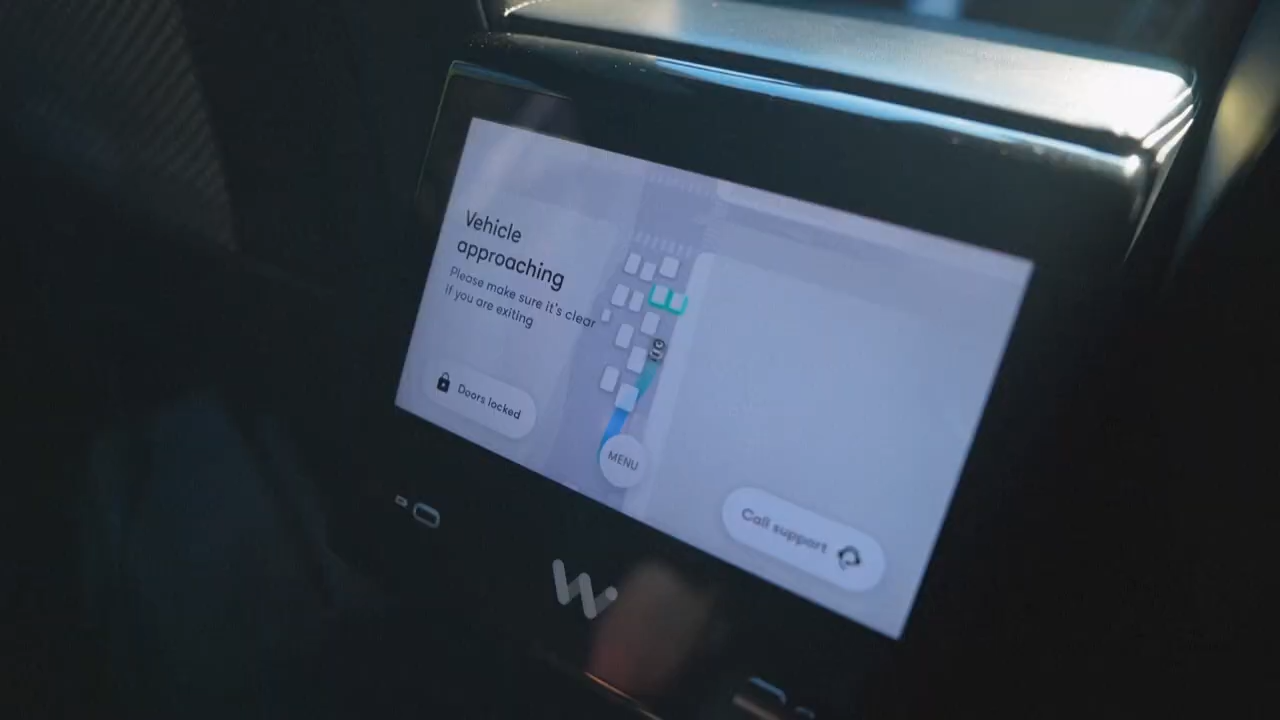 Vehicle
approaching
Please make sure it's clear
if you are exiting
Doors locked
MENU
Call support
W